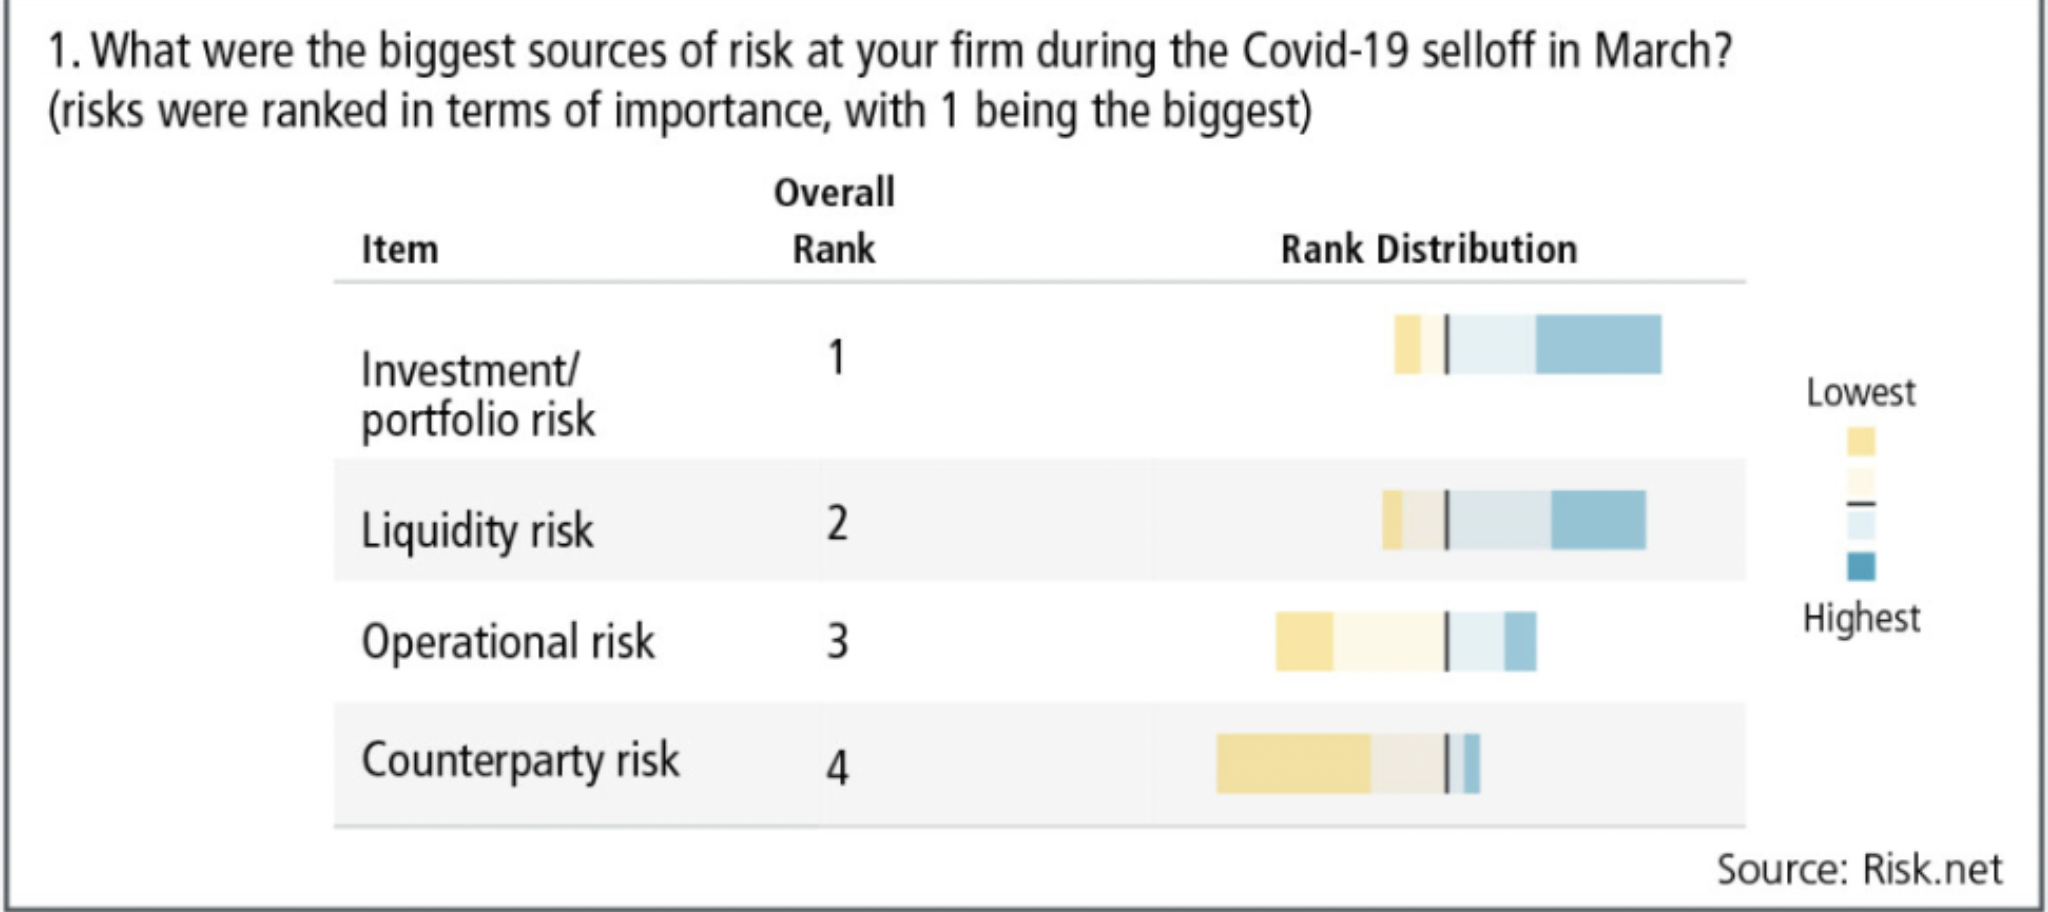 1. What were the biggest sources of risk at your firm during the Covid-19 selloff in March?
(risks were ranked in terms of importance, with 1 being the biggest)
Overall
Item Rank Rank Distribution
Investment/
portfolio risk
1
Liquidity risk 2
Operational risk 3
Counterparty risk 4
Lowest
Highest
Source: Risk.net